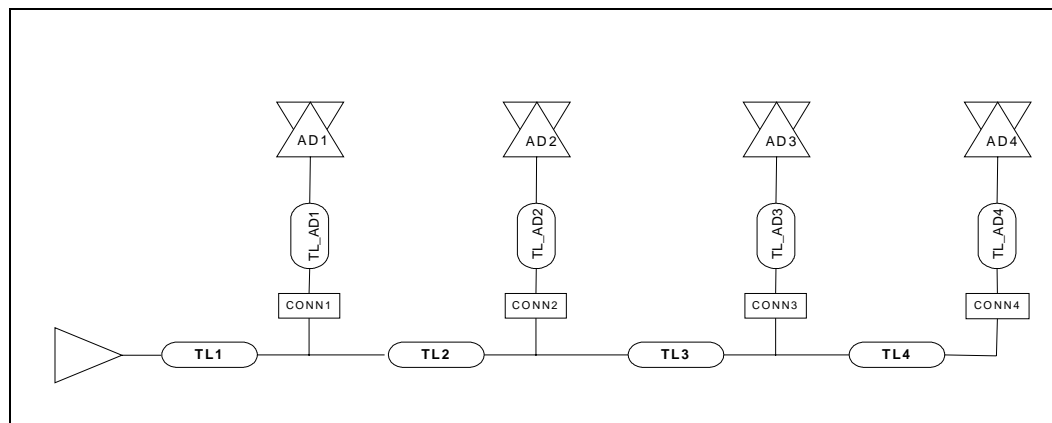 AD1 AD2 AD3 AD4
TL_AD1 TL_AD2 TL_AD3 TL_AD4
CONN1 CONN2 CONN3 CONN4
TL1 TL2 TL3 TL4